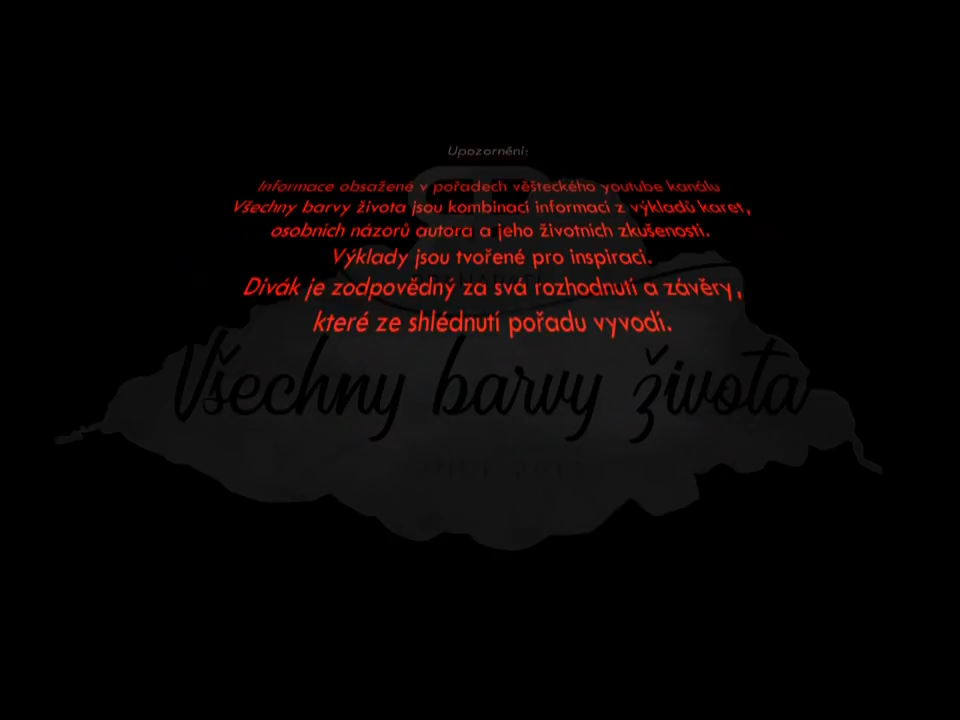 Upozornění:
Informace obsažené v pořadech věšteckého youtube kanálu
Všechny barvy života jsou kombinací informací z výkladů karet,
osobních názorů autora a jeho životních zkušeností.
Výklady jsou tvořené pro inspiraci.
Divák je zodpovědný za svá rozhodnutí a závěry,
které ze shlédnutí pořadu vyvodí.
Všechny barvy života